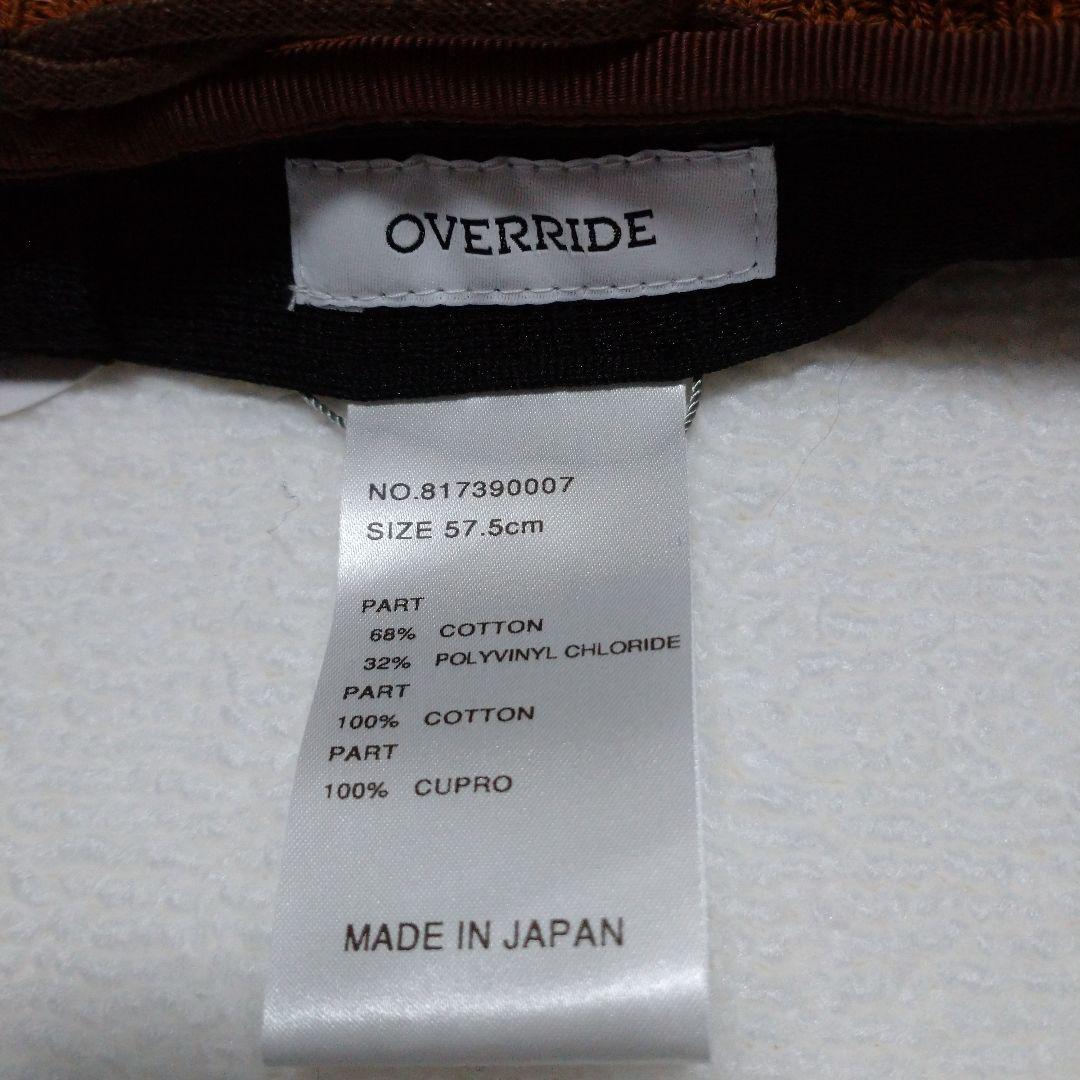 OVERRIDE
NO.817390007
SIZE 57.5cm
PART
68% COTTON
32% POLYVINYL CHLORIDE
PART
100% COTTON
PART
100% CUPRO
MADE IN JAPAN